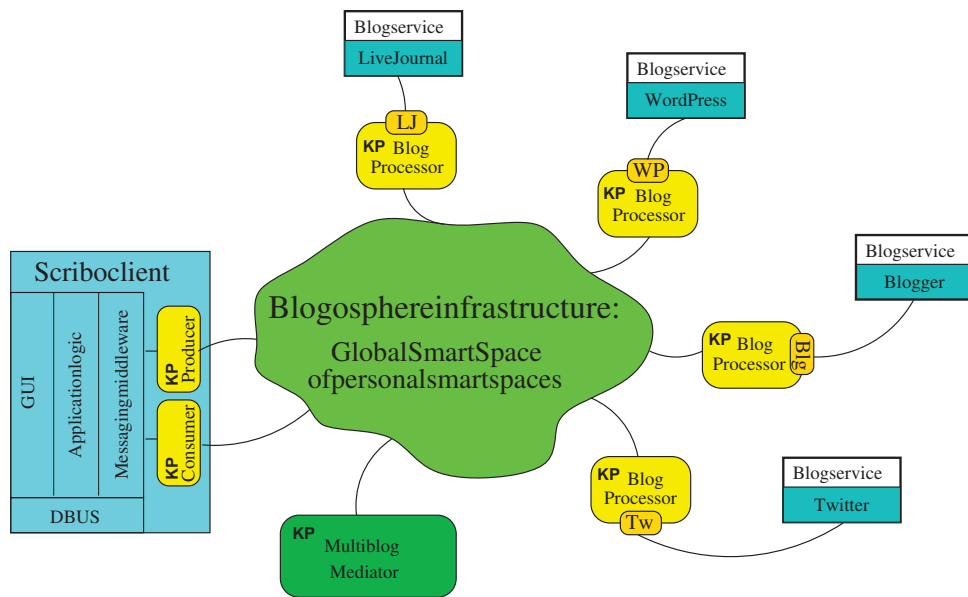 Blogservice
LiveJournal
LJ
KP Blog
Processor
Blogservice
WordPress
WP
KP Blog
Processor
Blogservice
Blogger
KP Blog
Processor
Blg
Blogservice
Twitter
KP Blog
Processor
Tw
Blogosphereinfrastructure:
GlobalSmartSpace
ofpersonalsmartspaces
Scriboclient
GUI
Applicationlogic
Messagingmiddleware
KP
Producer
KP
Consumer
DBUS
KP Multiblog
Mediator